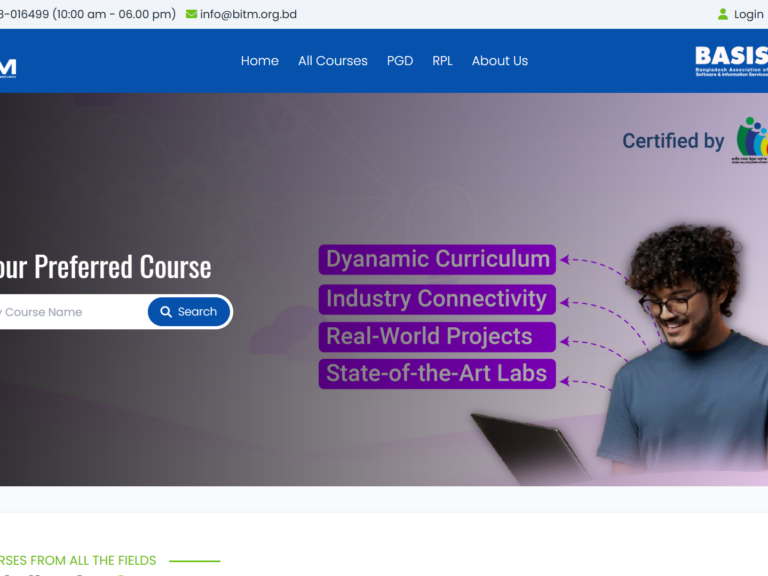 8-016499 (10:00 am - 06.00 pm) info@bitm.org.bd Login
M Home All Courses PGD RPL About Us BASIS
Bangladesh Association of
Software & Information Services
Certified by
our Preferred Course
y Course Name Search
Dyanamic Curriculum
Industry Connectivity
Real-World Projects
State-of-the-Art Labs
RSES FROM ALL THE FIELDS